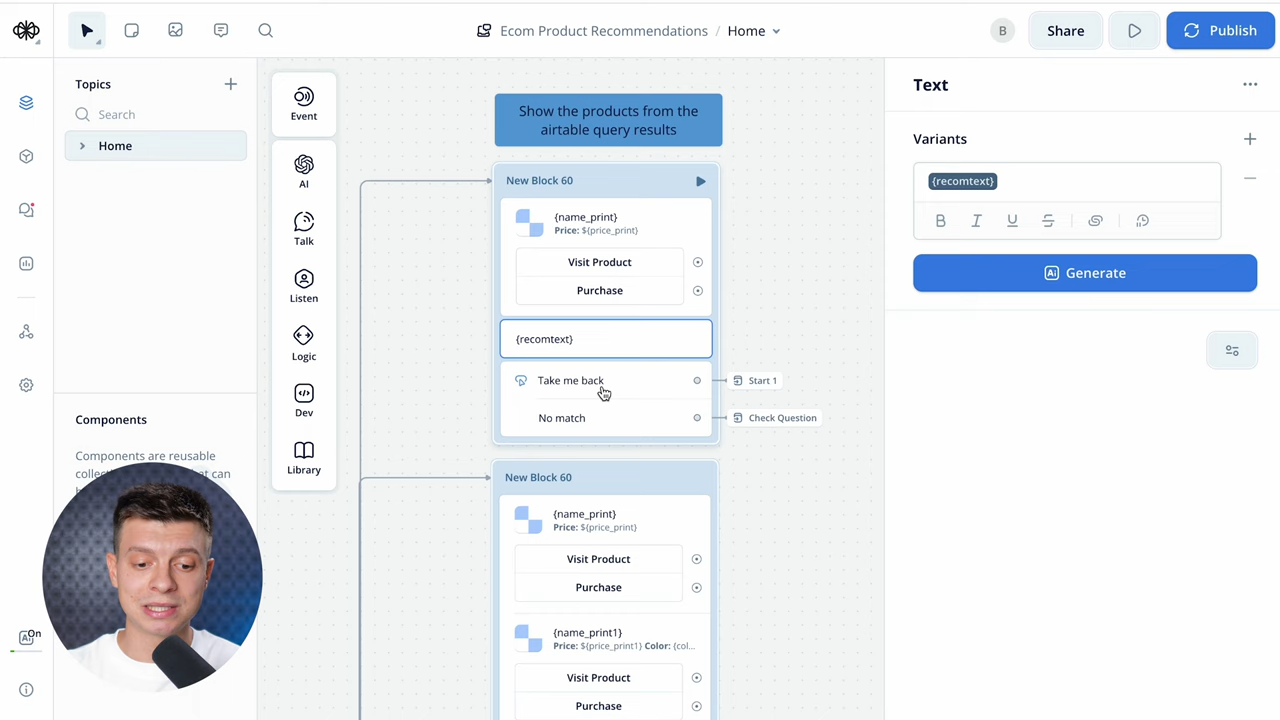 Ecom Product Recommendations / Home
B
Share
Publish
Topics
Search
Home
Components
Components are reusable
Event
AI
Talk
Listen
Logic
Dev
Library
Show the products from the
airtable query results
New Block 60
{name_print}
Price: ${price_print}
Visit Product
Purchase
{recomtext}
Take me back
Start 1
No match
Check Question
New Block 60
{name_print}
Price: ${price_print}
Visit Product
Purchase
{name_print1}
Price: ${price_print1} Color: {col...
Visit Product
Purchase
Text
Variants
{recomtext}
B I U S
Ai Generate
Ai On